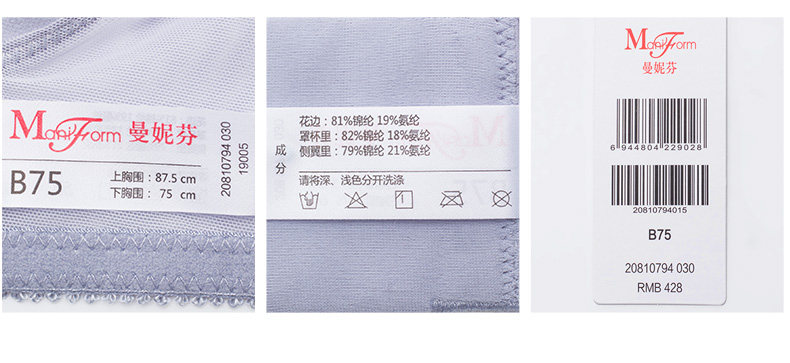 ManiForm 曼妮芬
B75
上胸围：87.5 cm
下胸围： 75 cm
20810794 030
19005
成分
花边：81%锦纶 19%氨纶
罩杯里：82%锦纶 18%氨纶
侧翼里：79%锦纶 21%氨纶
请将深、浅色分开洗涤
ManiForm
曼妮芬
6 944804 229028
20810794015
B75
20810794 030
RMB 428